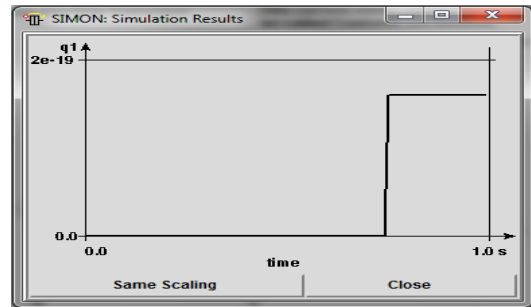 SIMON: Simulation Results
q1
2e-19
0.0
0.0
1.0 s
time
Same Scaling
Close